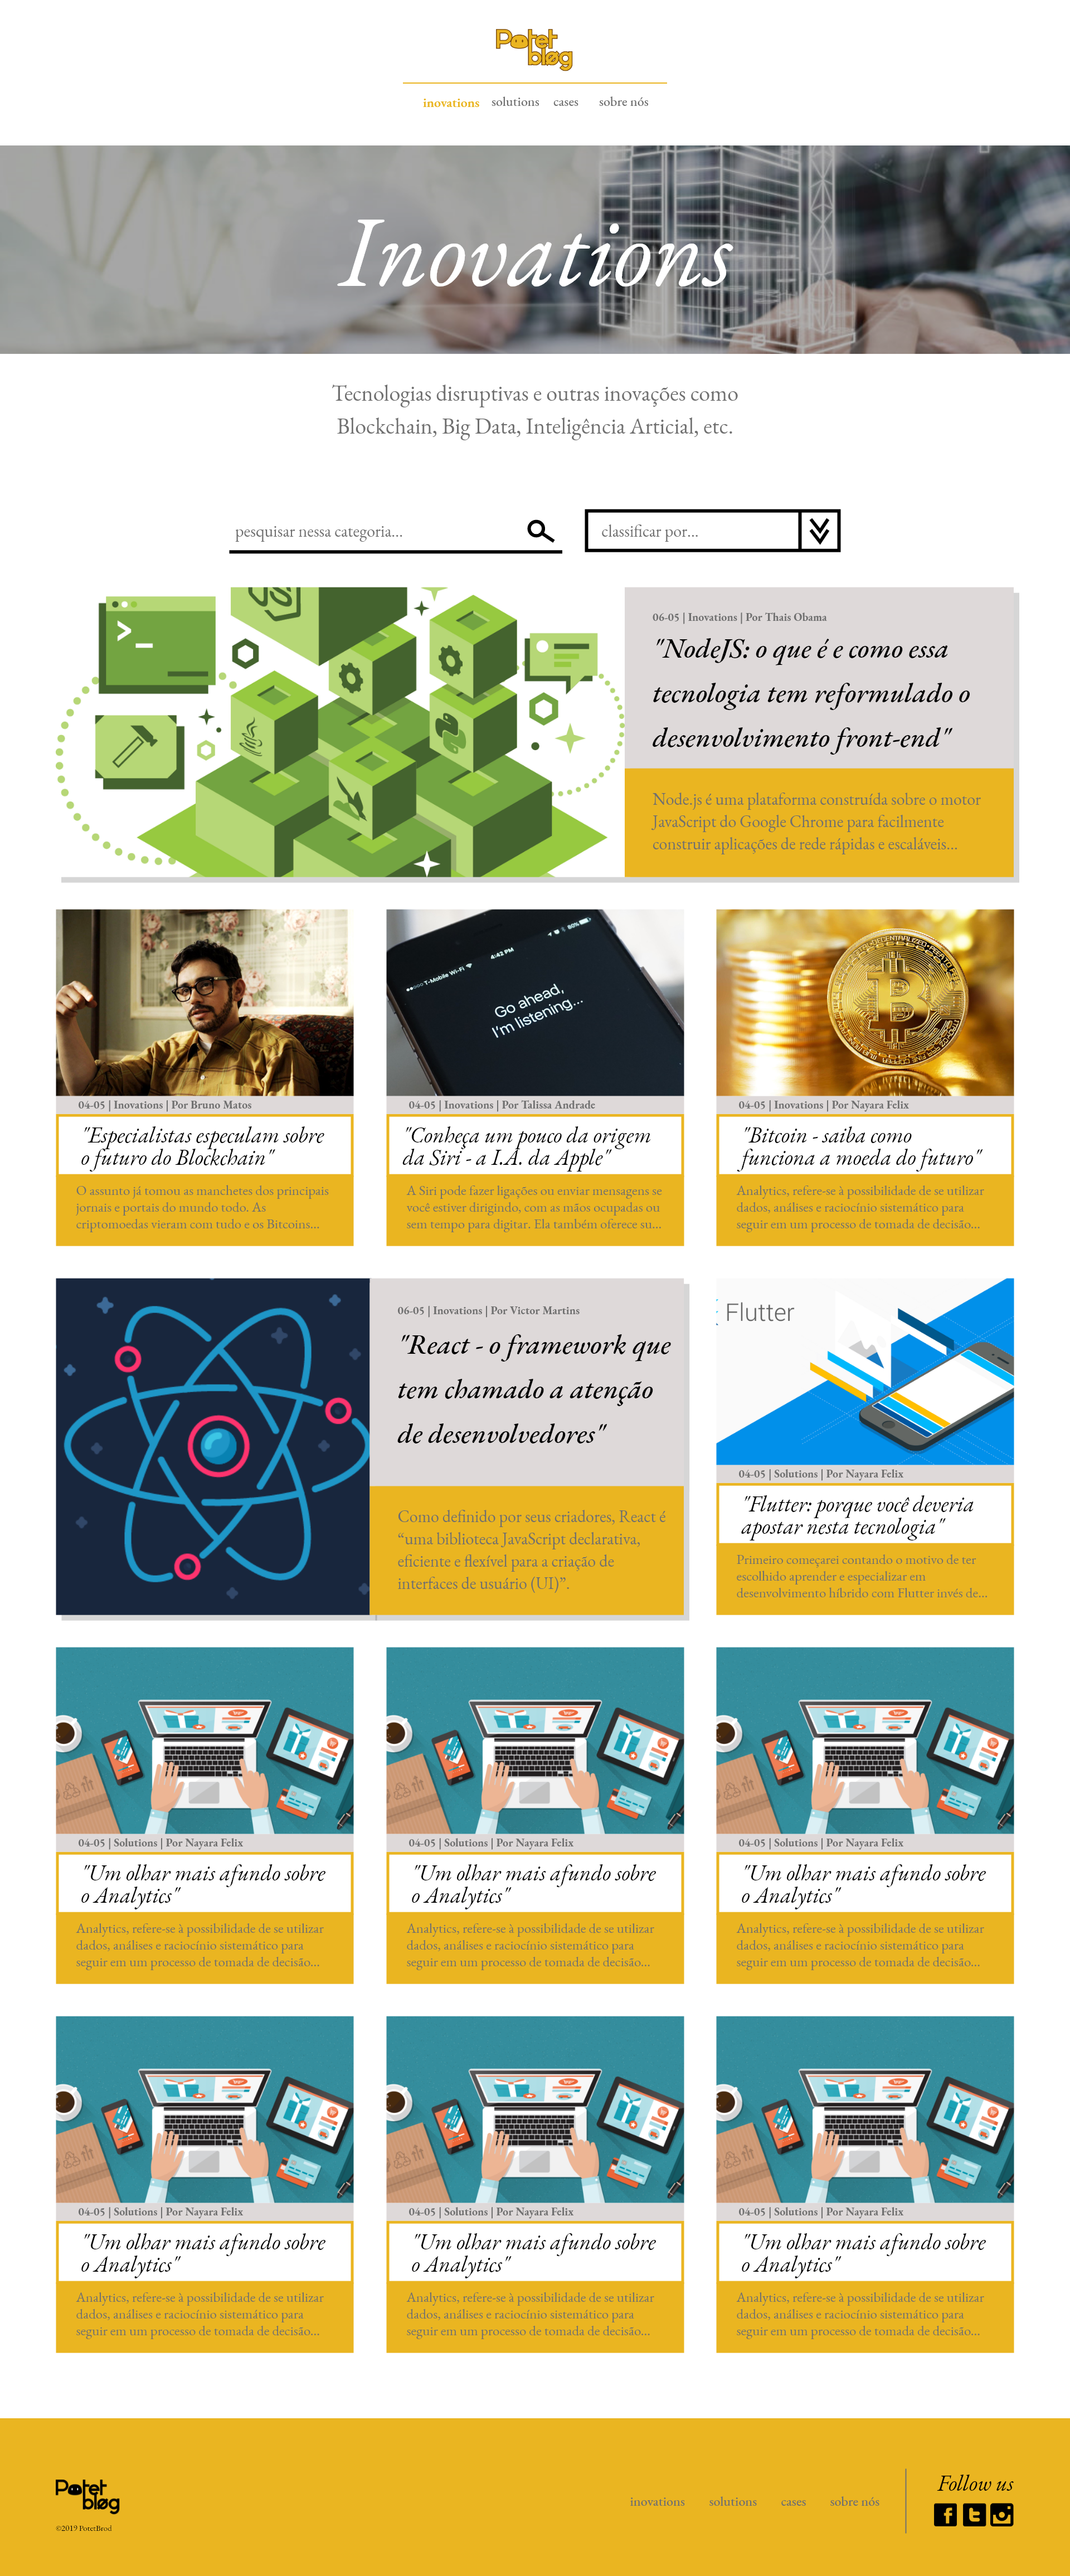 Potet
bløg
inovations solutions cases sobre nós
Inovations
Tecnologias disruptivas e outras inovações como
Blockchain, Big Data, Inteligência Articial, etc.
pesquisar nessa categoria...
classificar por...
JS
>_
06-05 | Inovations | Por Thais Obama
"NodeJS: o que é e como essa
tecnologia tem reformulado o
desenvolvimento front-end"
Node.js é uma plataforma construída sobre o motor
JavaScript do Google Chrome para facilmente
construir aplicações de rede rápidas e escaláveis...
04-05 | Inovations | Por Bruno Matos
"Especialistas especulam sobre
o futuro do Blockchain"
O assunto já tomou as manchetes dos principais
jornais e portais do mundo todo. As
criptomoedas vieram com tudo e os Bitcoins...
T-Mobile Wi-Fi 4:42 PM 80%
Go ahead,
I'm listening...
04-05 | Inovations | Por Talissa Andrade
"Conheça um pouco da origem
da Siri - a I.A. da Apple"
A Siri pode fazer ligações ou enviar mensagens se
você estiver dirigindo, com as mãos ocupadas ou
sem tempo para digitar. Ela também oferece su...
04-05 | Inovations | Por Nayara Felix
"Bitcoin - saiba como
funciona a moeda do futuro"
Analytics, refere-se à possibilidade de se utilizar
dados, análises e raciocínio sistemático para
seguir em um processo de tomada de decisão...
06-05 | Inovations | Por Victor Martins
"React - o framework que
tem chamado a atenção
de desenvolvedores"
Como definido por seus criadores, React é
“uma biblioteca JavaScript declarativa,
eficiente e flexível para a criação de
interfaces de usuário (UI)”.
Flutter
04-05 | Solutions | Por Nayara Felix
"Flutter: porque você deveria
apostar nesta tecnologia"
Primeiro começarei contando o motivo de ter
escolhido aprender e especializar em
desenvolvimento híbrido com Flutter invés de...
04-05 | Solutions | Por Nayara Felix
"Um olhar mais afundo sobre
o Analytics"
Analytics, refere-se à possibilidade de se utilizar
dados, análises e raciocínio sistemático para
seguir em um processo de tomada de decisão...
04-05 | Solutions | Por Nayara Felix
"Um olhar mais afundo sobre
o Analytics"
Analytics, refere-se à possibilidade de se utilizar
dados, análises e raciocínio sistemático para
seguir em um processo de tomada de decisão...
04-05 | Solutions | Por Nayara Felix
"Um olhar mais afundo sobre
o Analytics"
Analytics, refere-se à possibilidade de se utilizar
dados, análises e raciocínio sistemático para
seguir em um processo de tomada de decisão...
04-05 | Solutions | Por Nayara Felix
"Um olhar mais afundo sobre
o Analytics"
Analytics, refere-se à possibilidade de se utilizar
dados, análises e raciocínio sistemático para
seguir em um processo de tomada de decisão...
04-05 | Solutions | Por Nayara Felix
"Um olhar mais afundo sobre
o Analytics"
Analytics, refere-se à possibilidade de se utilizar
dados, análises e raciocínio sistemático para
seguir em um processo de tomada de decisão...
04-05 | Solutions | Por Nayara Felix
"Um olhar mais afundo sobre
o Analytics"
Analytics, refere-se à possibilidade de se utilizar
dados, análises e raciocínio sistemático para
seguir em um processo de tomada de decisão...
Potet
bløg
©2019 PotetBrod
inovations solutions cases sobre nós
Follow us